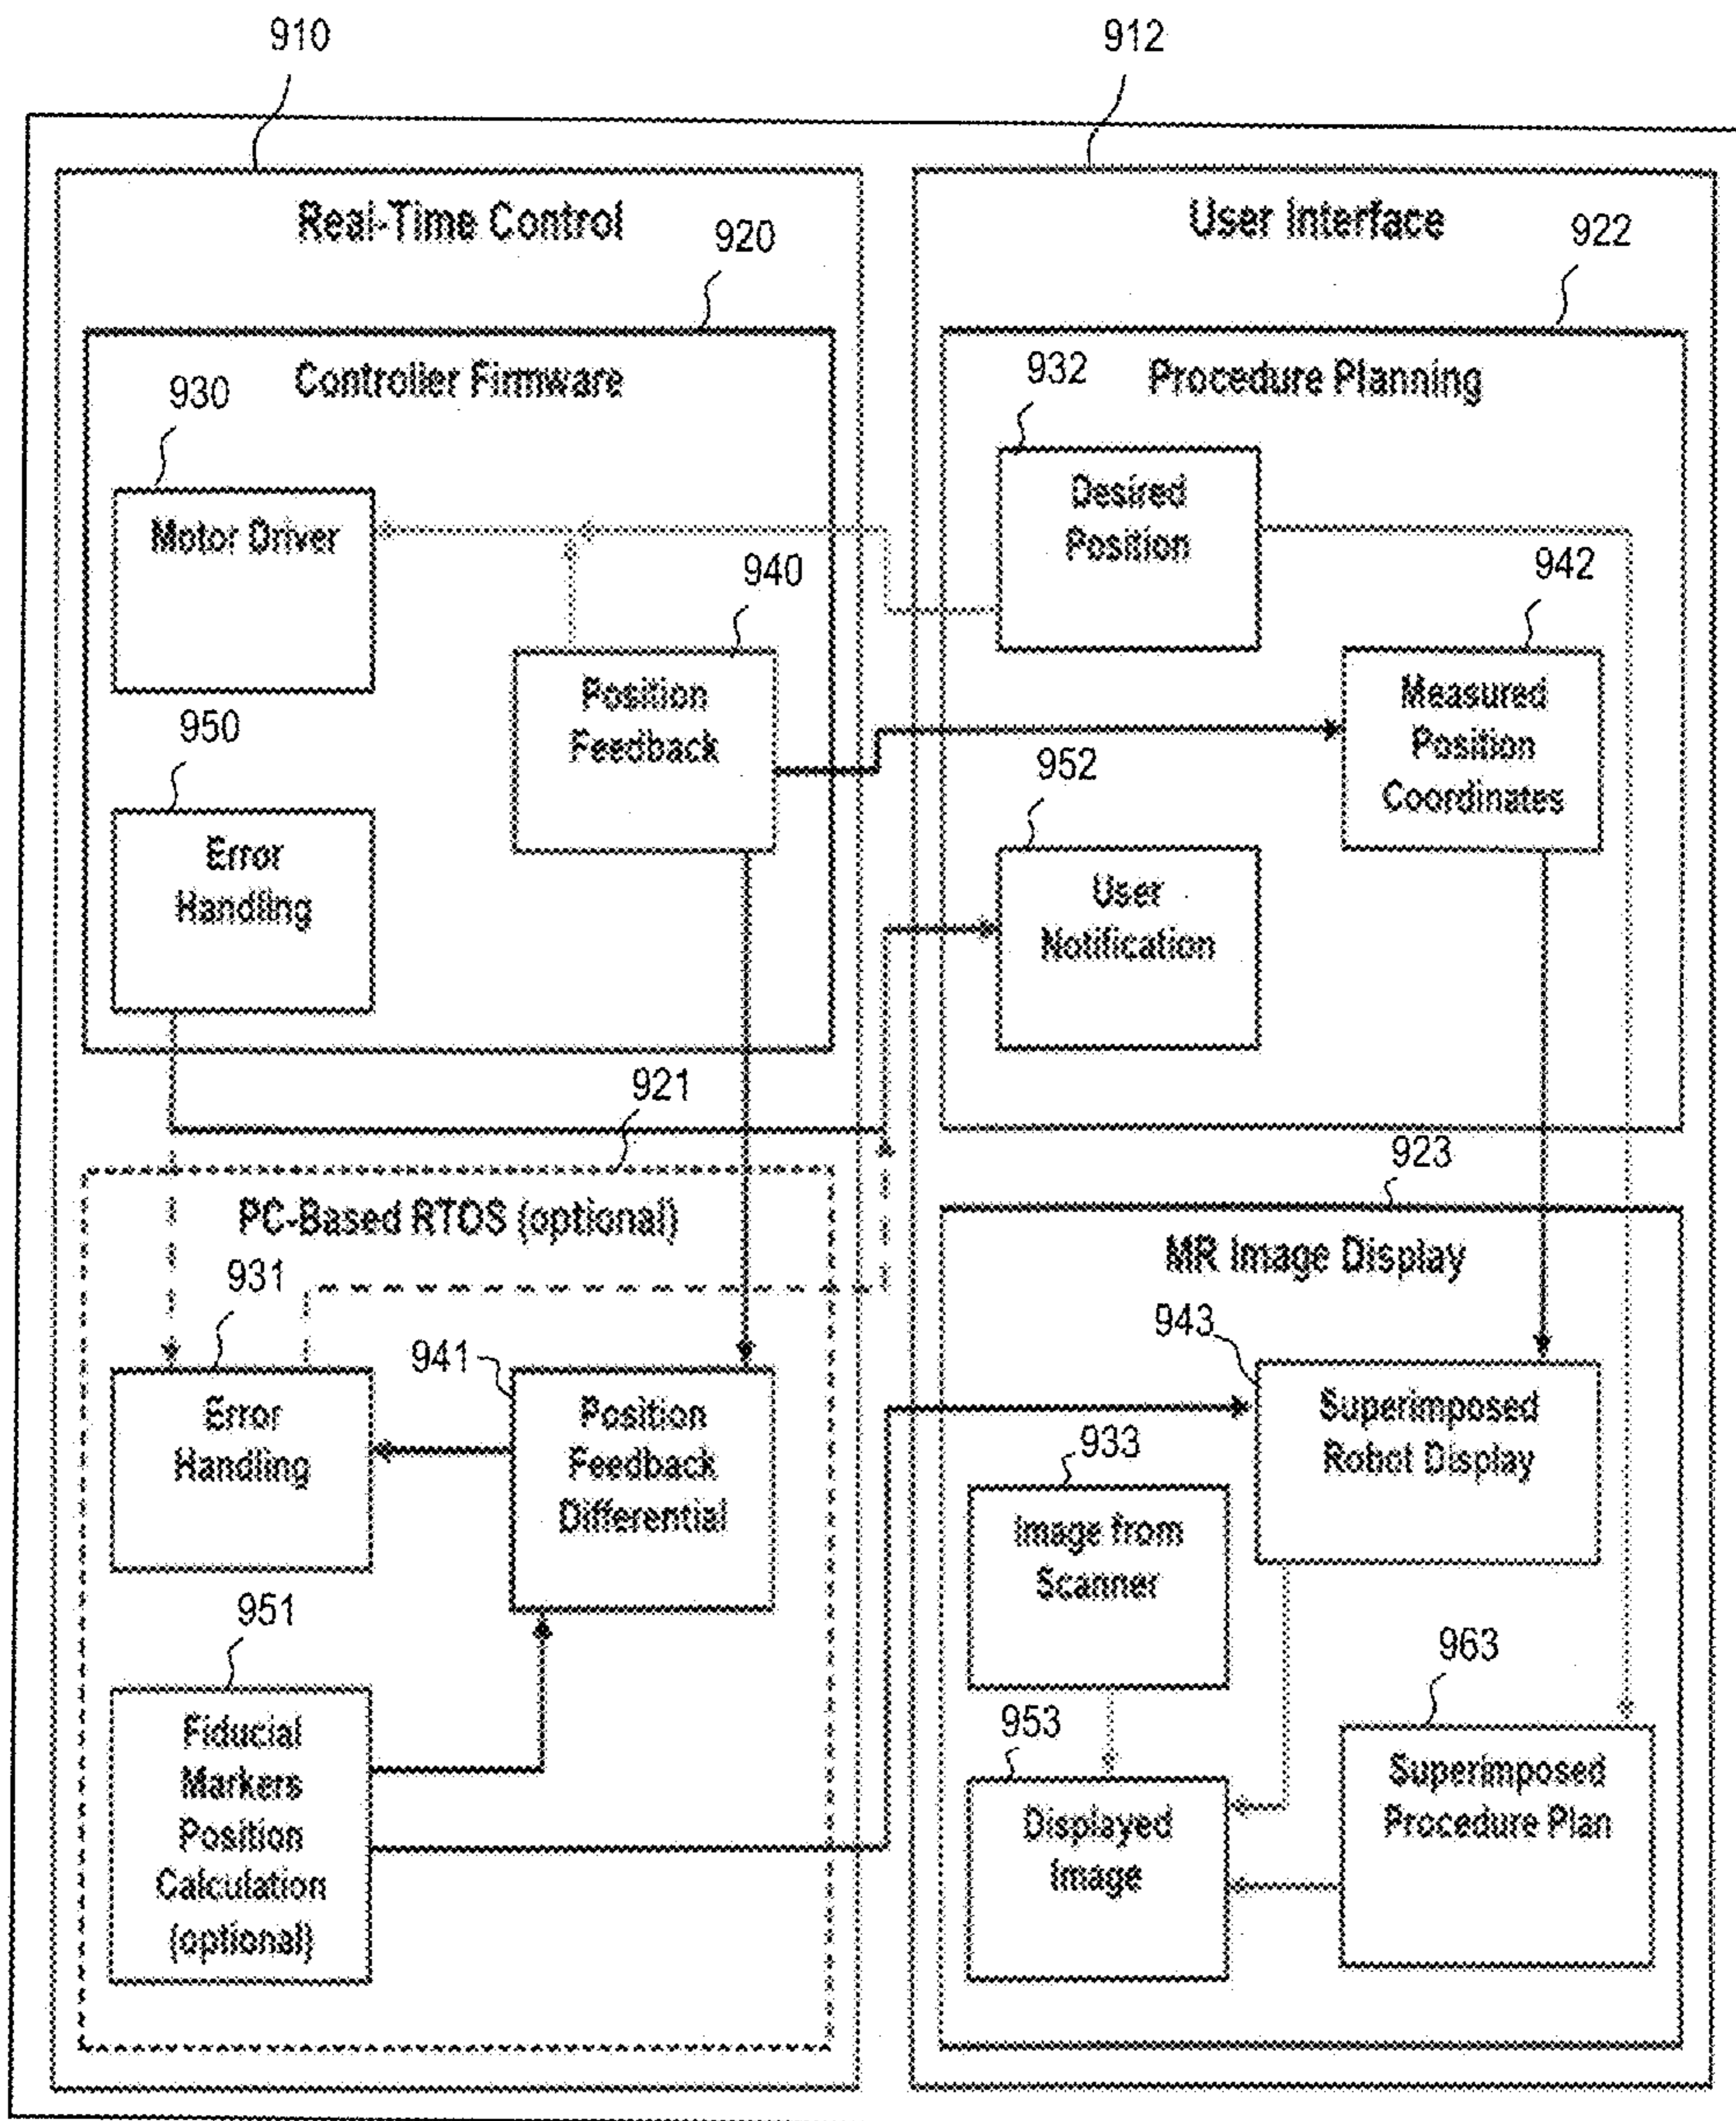 910
912
Real-Time Control
User Interface
920
922
Controller Firmware
Procedure Planning
930
932
Motor Driver
Desired
Position
940
942
Position
Feedback
Measured
Position
Coordinates
950
952
Error
Handling
User
Notification
921
923
PC-Based RTOS (optional)
MR Image Display
931
941
943
Error
Handling
Position
Feedback
Differential
Superimposed
Robot Display
933
Image from
Scanner
951
953
963
Fiducial
Markers
Position
Calculation
(optional)
Displayed
Image
Superimposed
Procedure Plan